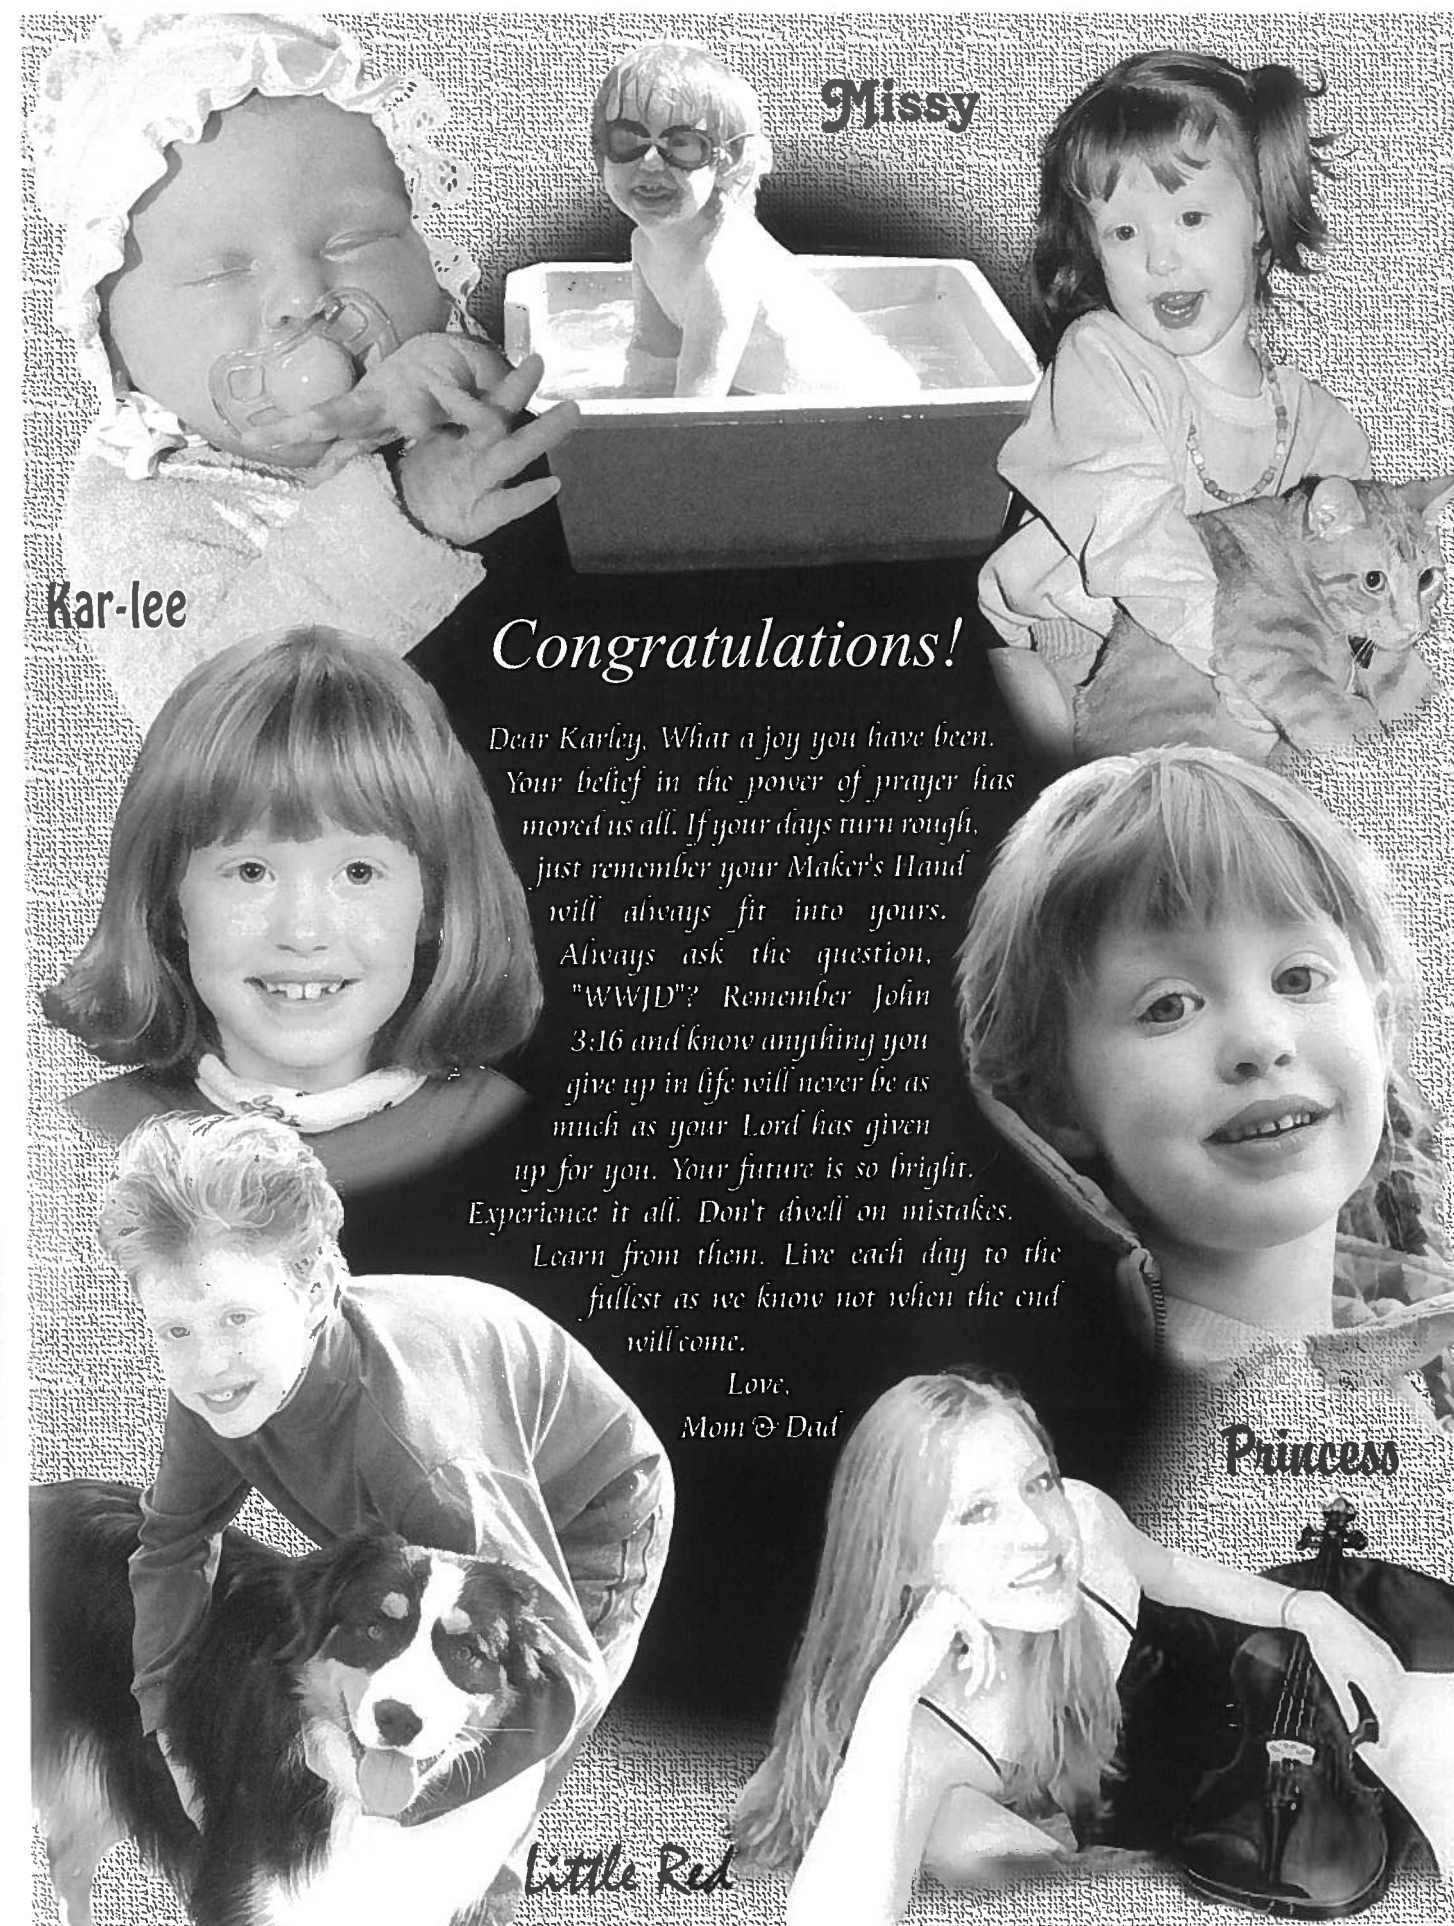 Missy
Kar-lee
Congratulations!
Dear Karley, What a joy you have been.
Your belief in the power of prayer has
moved us all. If your days turn rough,
just remember your Maker's Hand
will always fit into yours.
Always ask the question,
"WWJD"? Remember John
3:16 and know anything you
give up in life will never be as
much as your Lord has given
up for you. Your future is so bright.
Experience it all. Don't dwell on mistakes.
Learn from them. Live each day to the
fullest as we know not when the end
will come.
Love,
Mom & Dad
Princess
Little Red